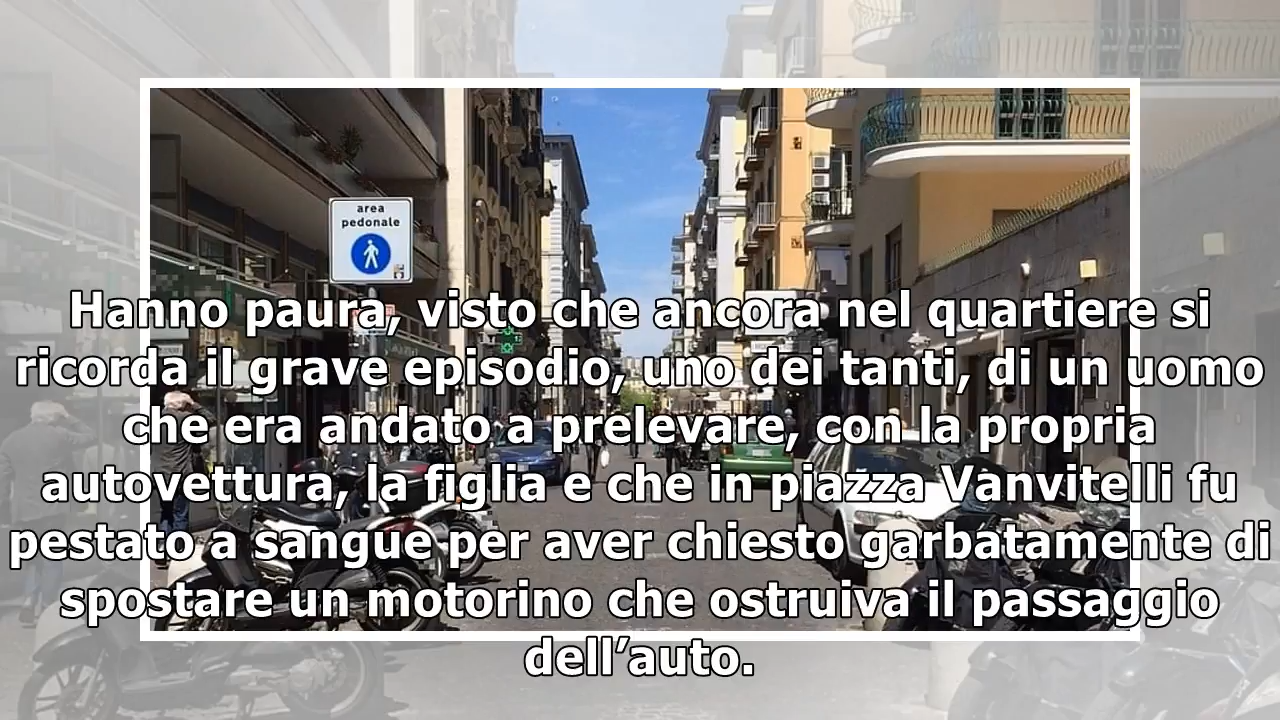 area
pedonale
Hanno paura, visto che ancora nel quartiere si
ricorda il grave episodio, uno dei tanti, di un uomo
che era andato a prelevare, con la propria
autovettura, la figlia e che in piazza Vanvitelli fu
pestato a sangue per aver chiesto garbatamente di
spostare un motorino che ostruiva il passaggio
dell’auto.